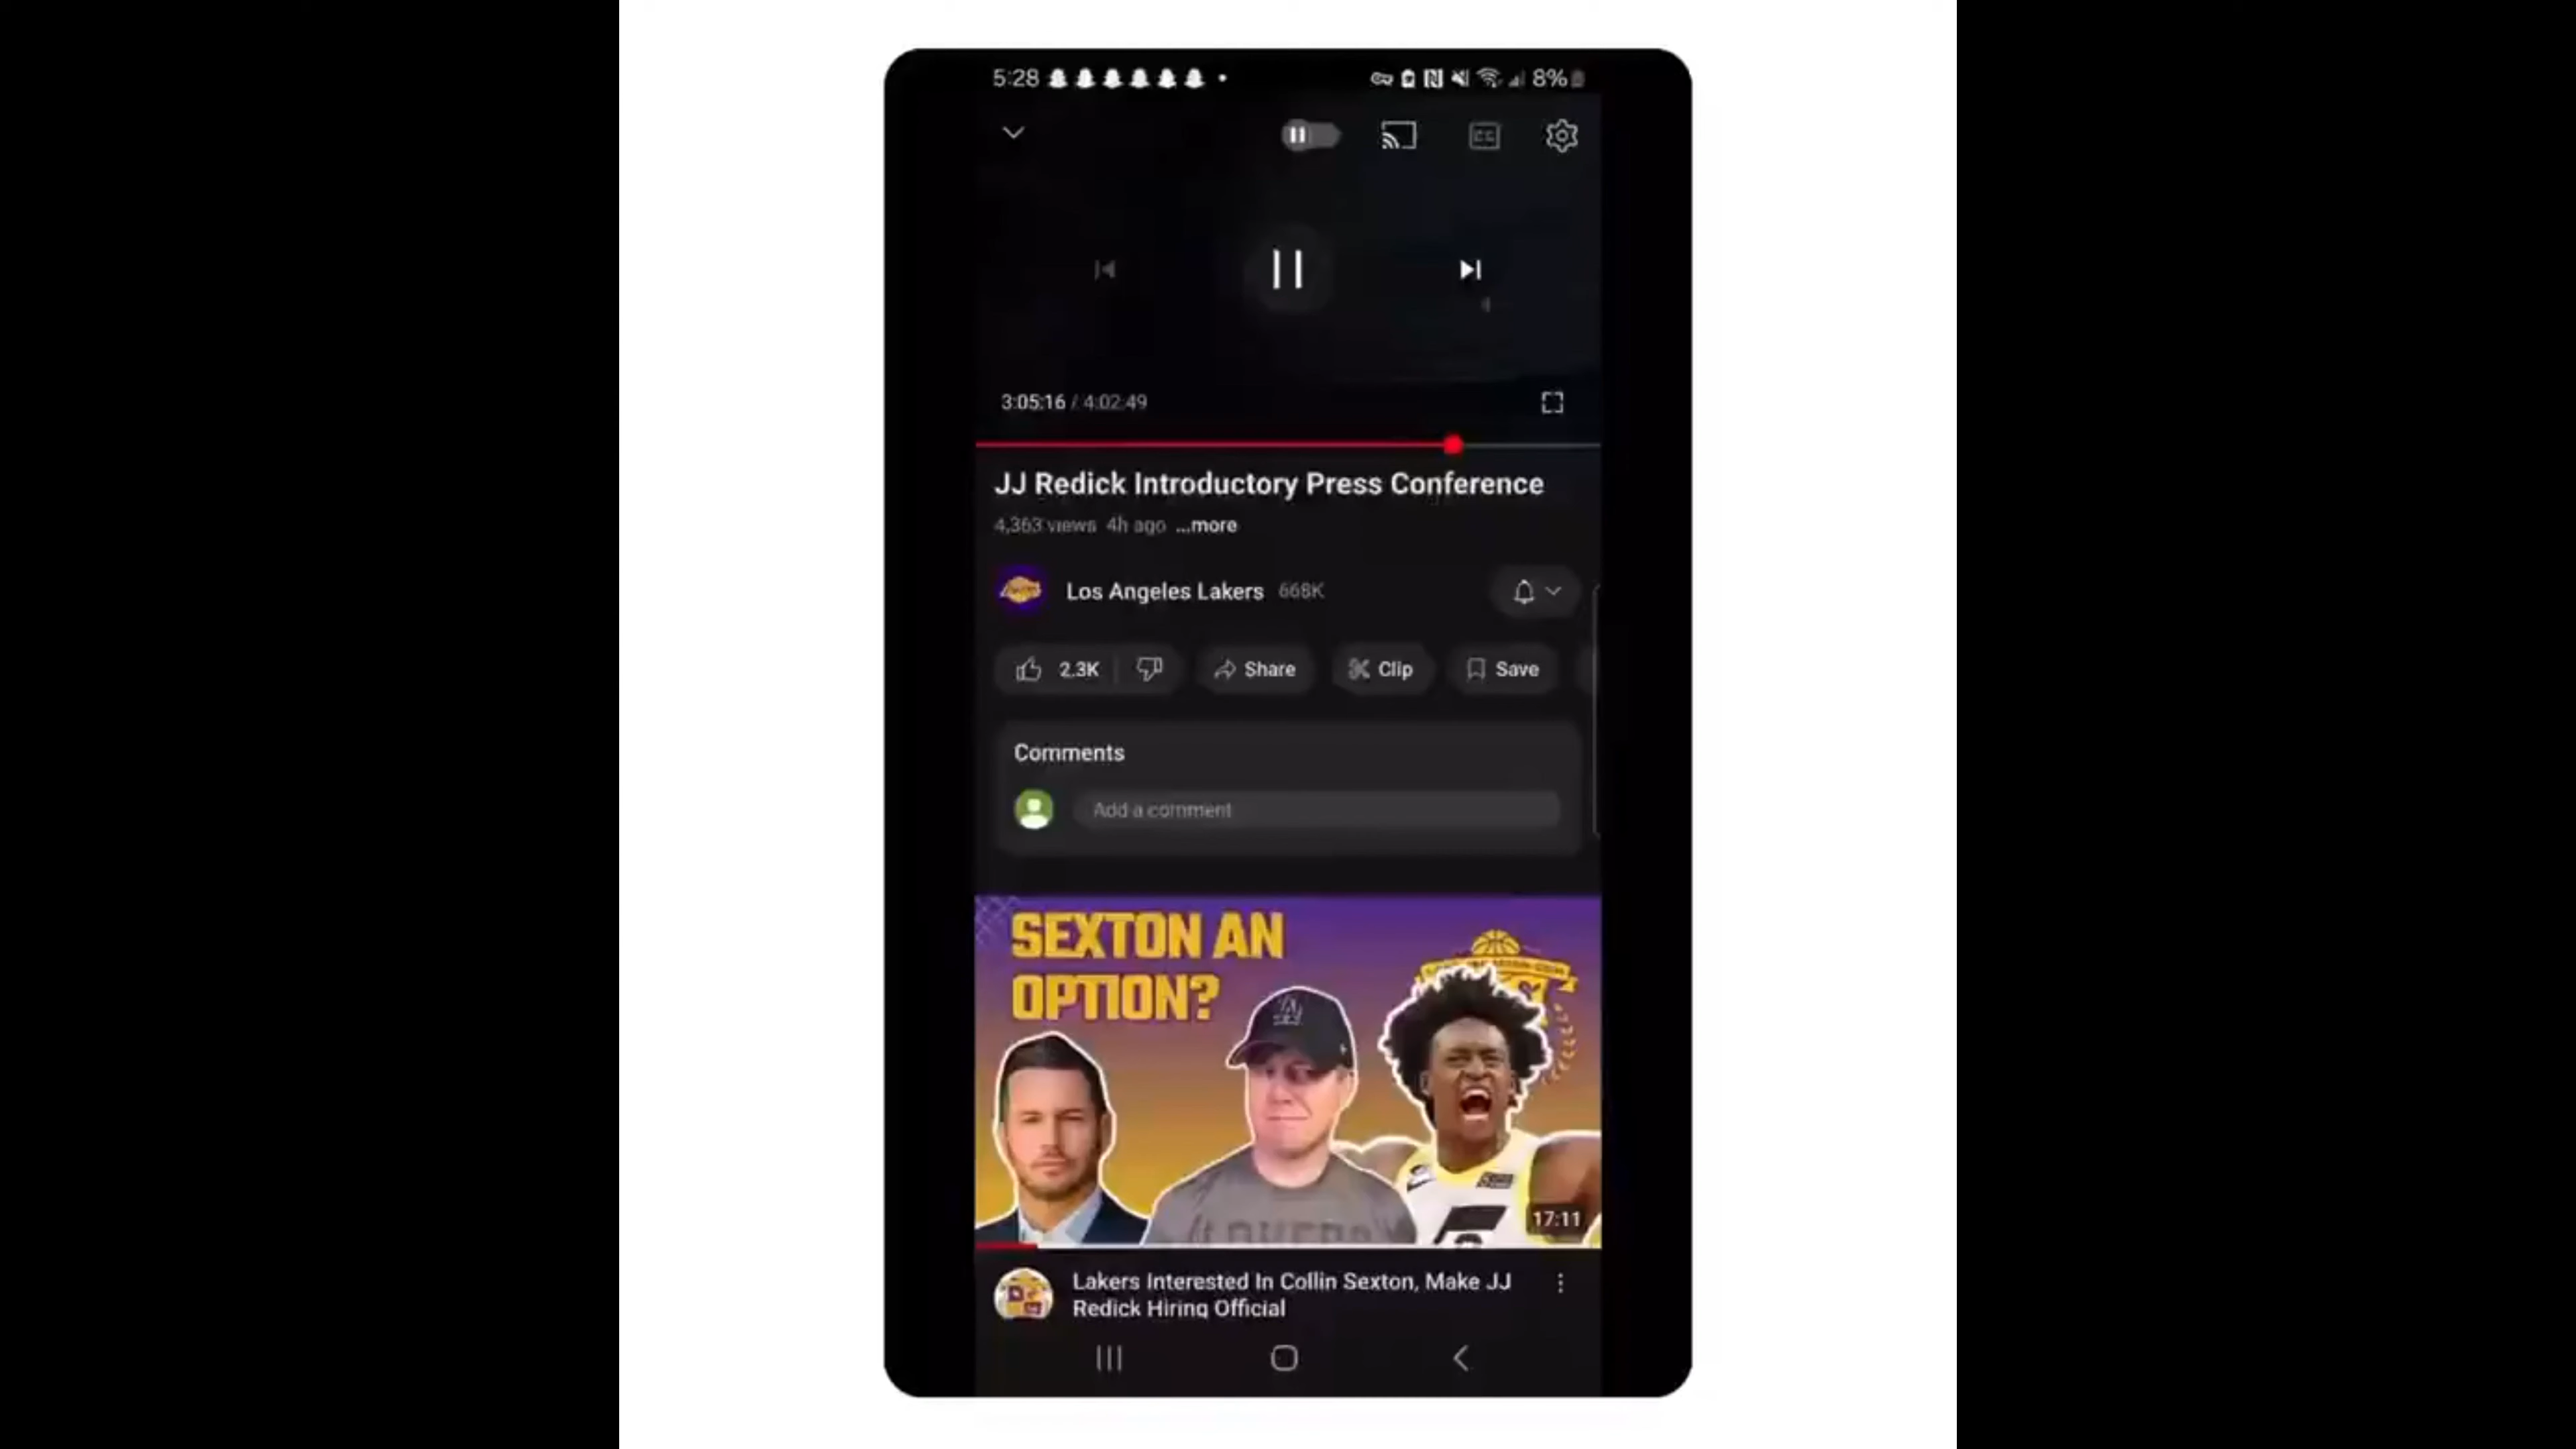 5:28 8%
CC
3:05:16 / 4:02:49
JJ Redick Introductory Press Conference
4,363 views 4h ago ...more
Los Angeles Lakers 668K
2.3K Share Clip Save
Comments
Add a comment
SEXTON AN
OPTION?
LA
17:11
Lakers Interested In Collin Sexton, Make JJ
Redick Hiring Official